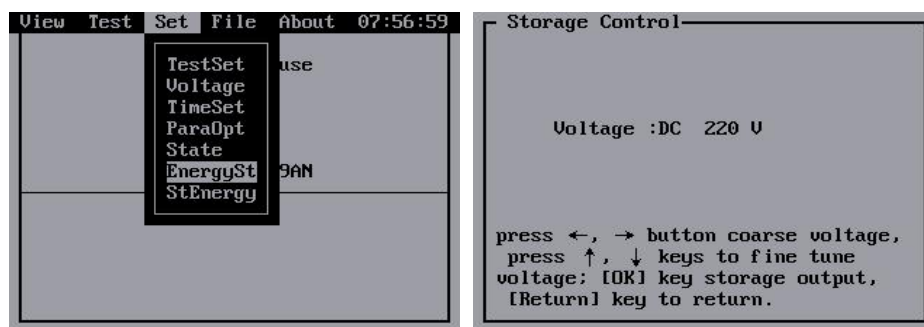 View Test Set File About 07:56:59
TestSet
use
Voltage
TimeSet
ParaOpt
State
EnergySt
9AN
StEnergy
Storage Control
Voltage :DC 220 V
press ←, → button coarse voltage,
press ↑, ↓ keys to fine tune
voltage; [OK] key storage output,
[Return] key to return.